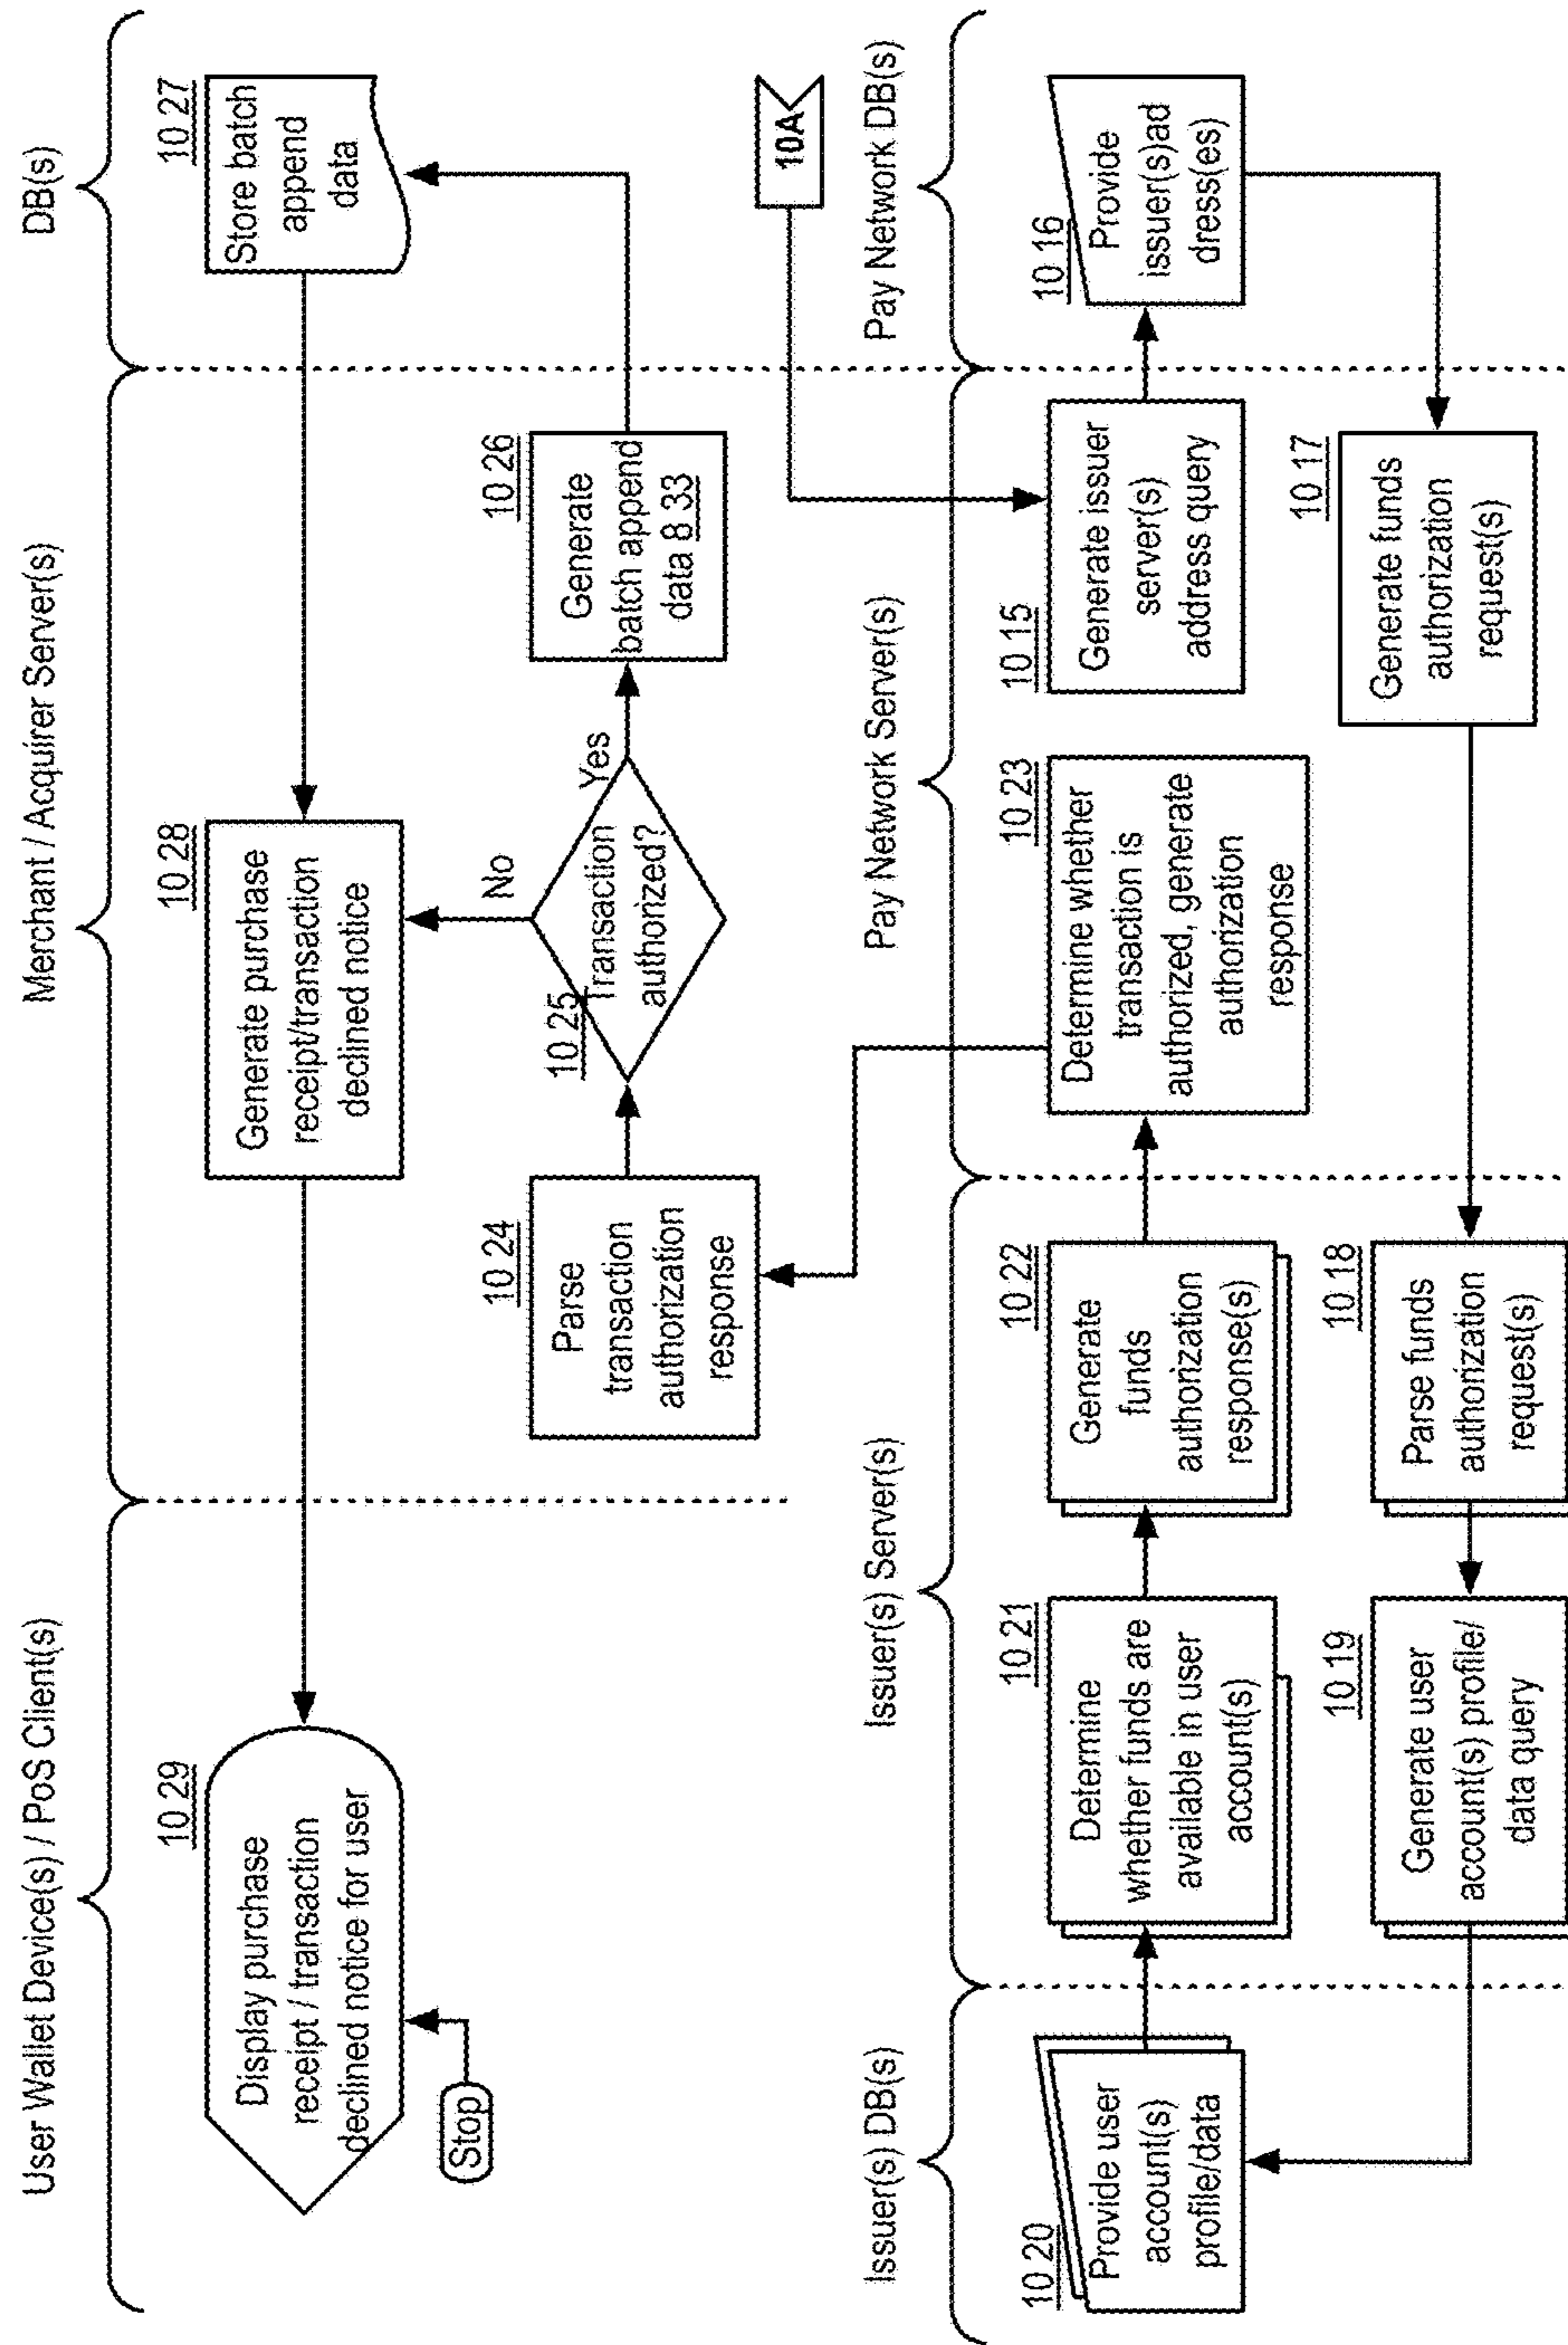 User Wallet Device(s) / PoS Client(s)
Merchant / Acquirer Server(s)
DB(s)
10 29
Display purchase
receipt / transaction
declined notice for user
Stop
10 28
Generate purchase
receipt/transaction
declined notice
10 27
Store batch
append
data
10 24
Parse
transaction
authorization
response
10 25
Transaction
authorized?
No
Yes
10 26
Generate
batch append
data 8 33
10A
Issuer(s) DB(s)
Issuer(s) Server(s)
Pay Network Server(s)
Pay Network DB(s)
10 20
Provide user
account(s)
profile/data
10 21
Determine
whether funds are
available in user
account(s)
10 22
Generate
funds
authorization
response(s)
10 23
Determine whether
transaction is
authorized, generate
authorization
response
10 15
Generate issuer
server(s)
address query
10 16
Provide
issuer(s)ad
dress(es)
10 19
Generate user
account(s) profile/
data query
10 18
Parse funds
authorization
request(s)
10 17
Generate funds
authorization
request(s)